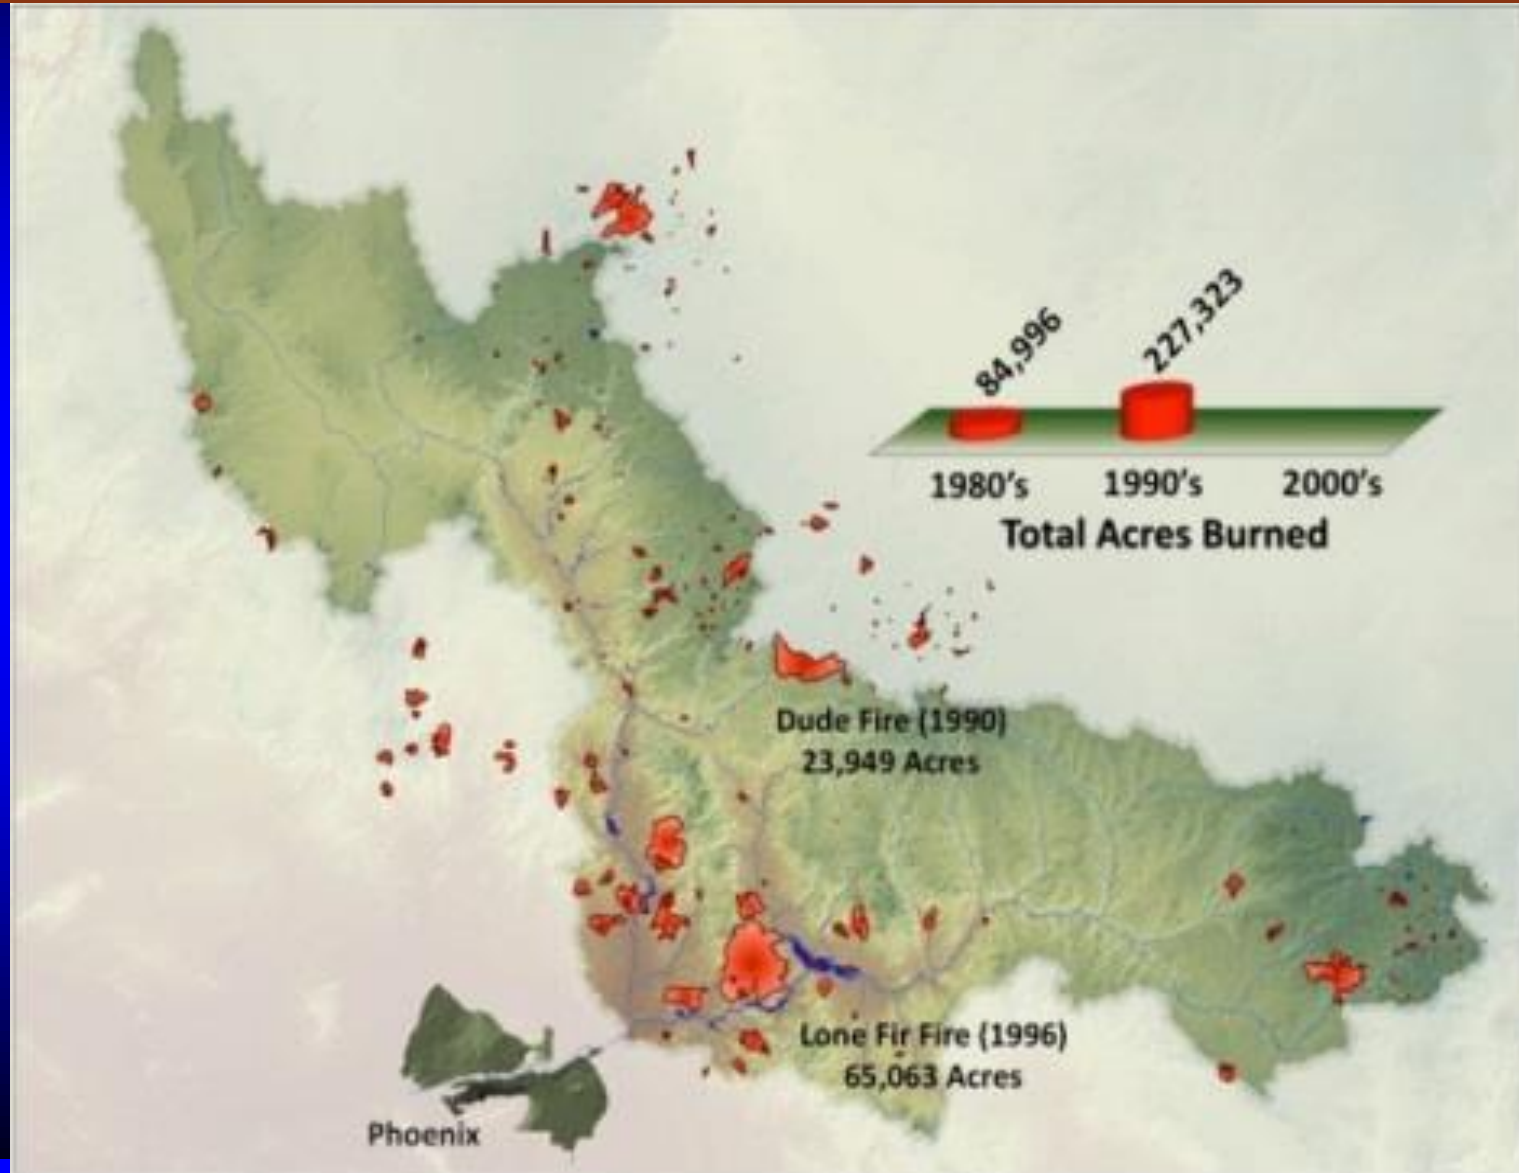 84,996
227,323
1980's
1990's
2000's
Total Acres Burned
Dude Fire (1990)
23,949 Acres
Lone Fir Fire (1996)
65,063 Acres
Phoenix